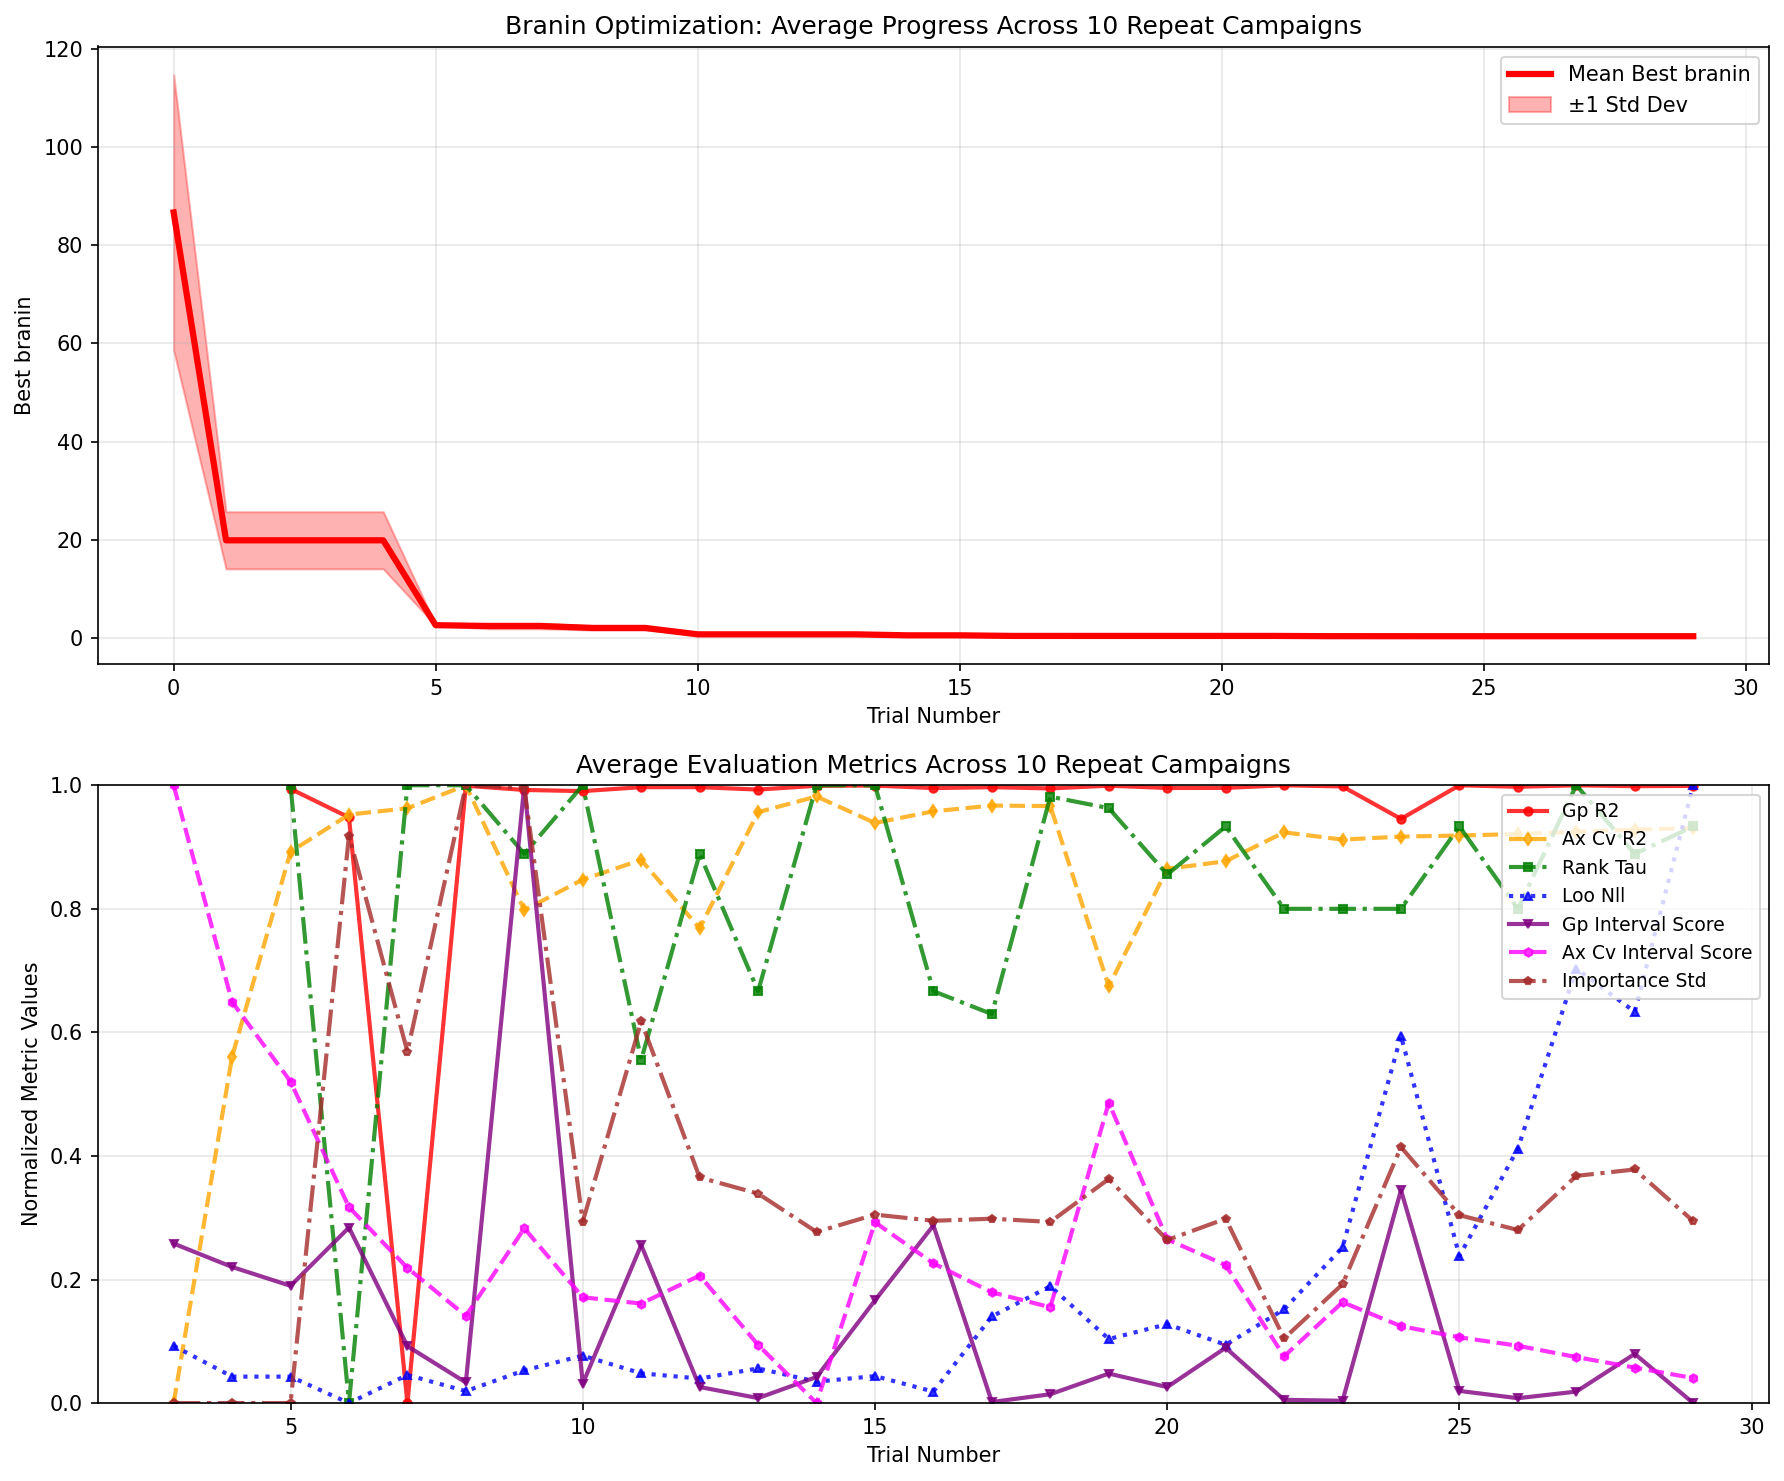 Branin Optimization: Average Progress Across 10 Repeat Campaigns
120
100
80
60
40
20
0
Best branin
Mean Best branin
±1 Std Dev
0 5 10 15 20 25 30
Trial Number
Average Evaluation Metrics Across 10 Repeat Campaigns
1.0
0.8
0.6
0.4
0.2
0.0
Normalized Metric Values
Gp R2
Ax Cv R2
Rank Tau
Loo Nll
Gp Interval Score
Ax Cv Interval Score
Importance Std
5 10 15 20 25 30
Trial Number